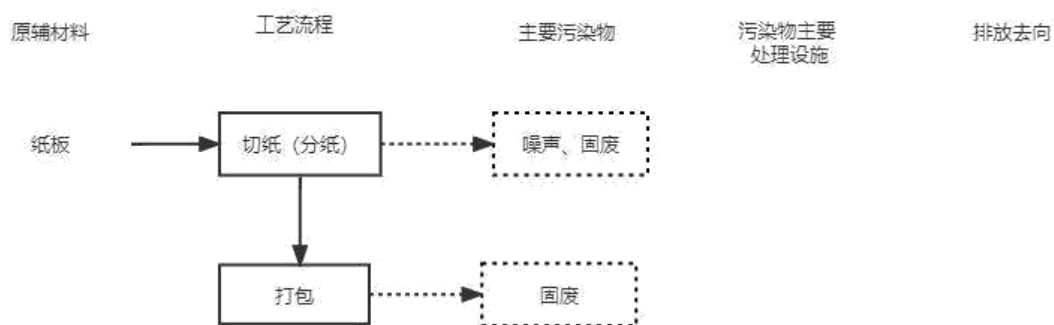 原辅材料
工艺流程
主要污染物
污染物主要
处理设施
排放去向
纸板
切纸（分纸）
噪声、固废
打包
固废